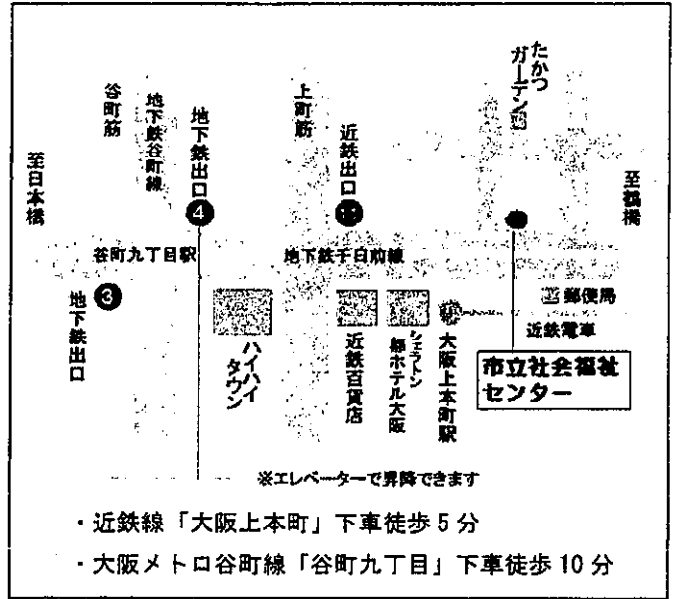 たかつ
ガーデン
谷町筋
地下鉄谷町線
地下鉄出口
上町筋
近鉄出口
至日本橋
至鶴橋
4
谷町九丁目駅
地下鉄千日前線
3
地下鉄出口
郵便局
近鉄電車
ハイハイ
タウン
近鉄百貨店
シェラトン
都ホテル大阪
大阪上本町駅
市立社会福祉
センター
※エレベーターで昇降できます
・近鉄線「大阪上本町」下車徒歩5分
・大阪メトロ谷町線「谷町九丁目」下車徒歩10分